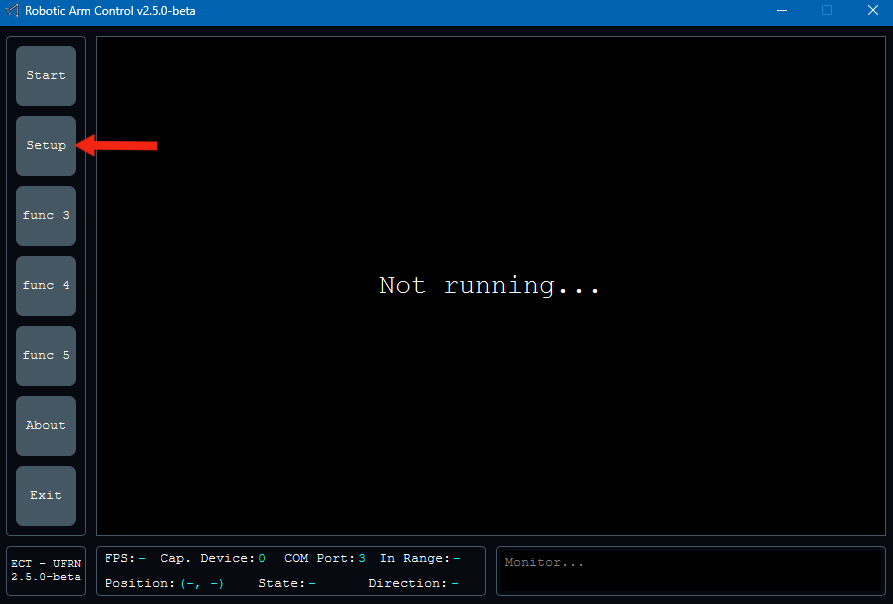 Robotic Arm Control v2.5.0-beta
Start
Setup
func 3
func 4
func 5
About
Exit
Not running...
ECT - UFRN
2.5.0-beta
FPS:- Cap. Device:0 COM Port:3 In Range:-
Position:(-, -) State:- Direction:-
Monitor...